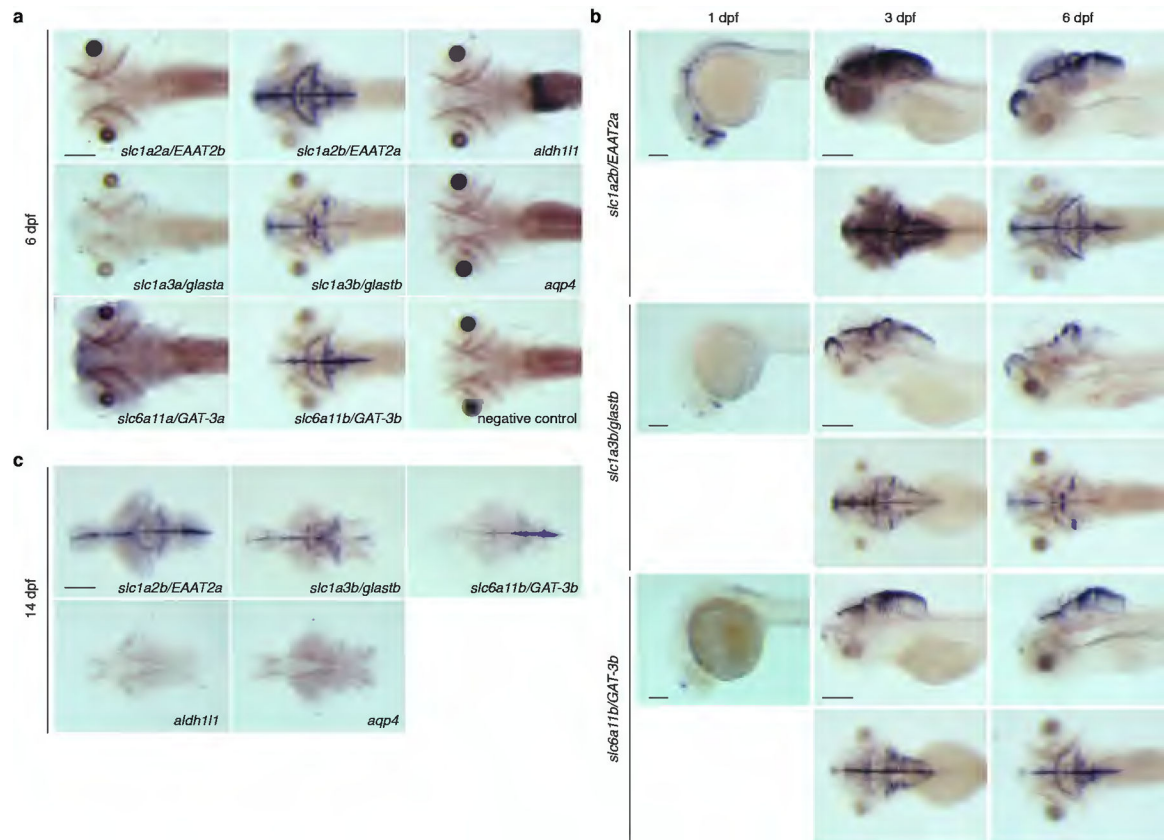 a
6 dpf
slc1a2a/EAAT2b
slc1a2b/EAAT2a
aldh1l1
slc1a3a/glasta
slc1a3b/glastb
aqp4
slc6a11a/GAT-3a
slc6a11b/GAT-3b
negative control
b
1 dpf
3 dpf
6 dpf
slc1a2b/EAAT2a
slc1a3b/glastb
slc6a11b/GAT-3b
c
14 dpf
slc1a2b/EAAT2a
slc1a3b/glastb
slc6a11b/GAT-3b
aldh1l1
aqp4